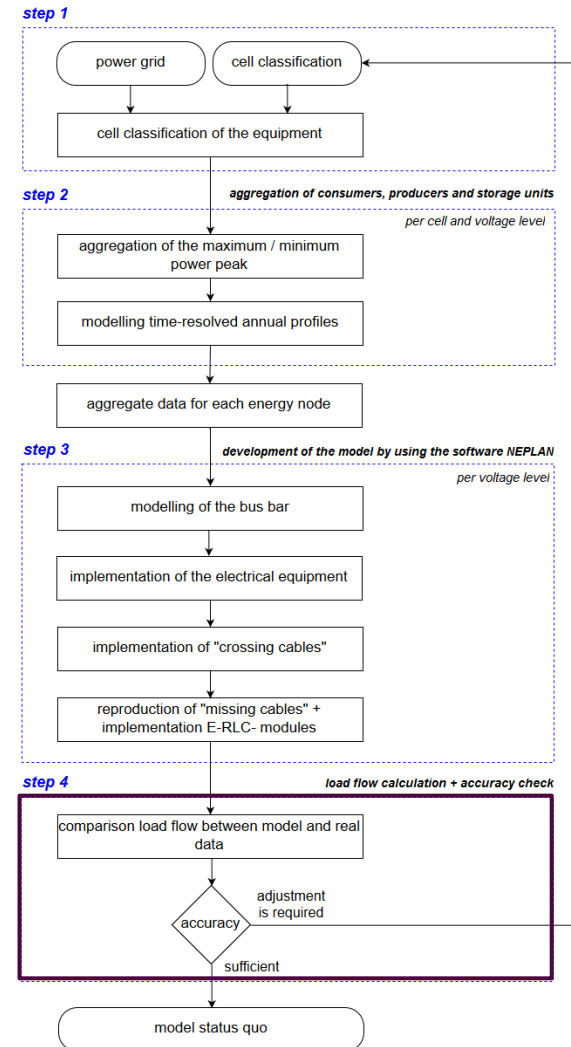 step 1
power grid
cell classification
cell classification of the equipment
step 2
aggregation of consumers, producers and storage units
per cell and voltage level
aggregation of the maximum / minimum
power peak
modelling time-resolved annual profiles
aggregate data for each energy node
step 3
development of the model by using the software NEPLAN
per voltage level
modelling of the bus bar
implementation of the electrical equipment
implementation of "crossing cables"
reproduction of "missing cables" +
implementation E-RLC- modules
step 4
load flow calculation + accuracy check
comparison load flow between model and real
data
adjustment
is required
accuracy
sufficient
model status quo